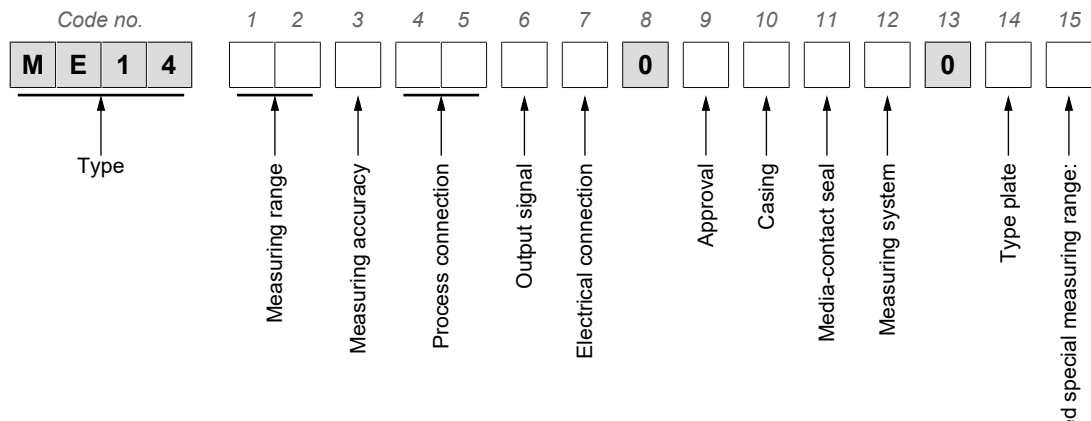 Code no. 1 2 3 4 5 6 7 8 9 10 11 12 13 14 15
M E 1 4 0 0
Type
Measuring range
Measuring accuracy
Process connection
Output signal
Electrical connection
Approval
Casing
Media-contact seal
Measuring system
Type plate
special measuring range: